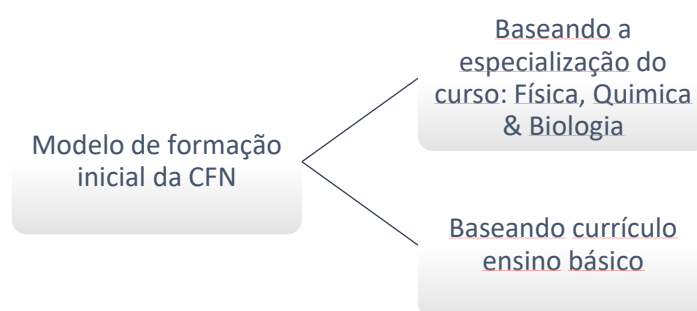 Modelo de formação
inicial da CFN
Baseando a
especialização do
curso: Física, Quimica
& Biologia
Baseando currículo
ensino básico